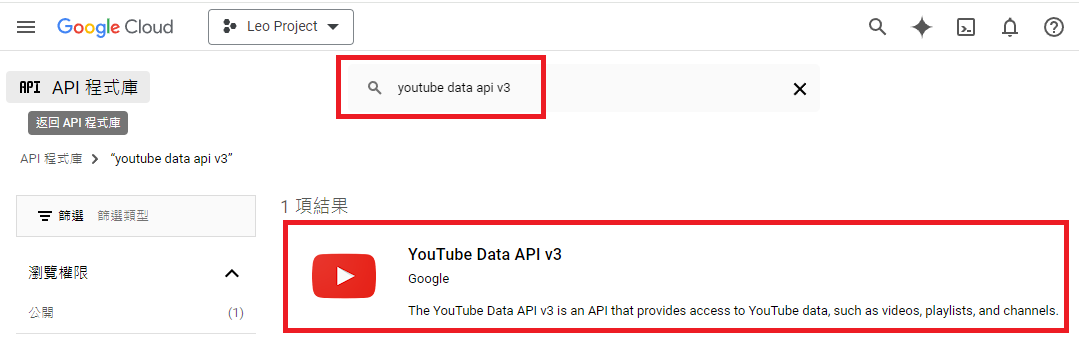 Google Cloud
Leo Project
API API 程式庫
youtube data api v3
返回 API 程式庫
API 程式庫 > “youtube data api v3”
篩選 篩選類型
1 項結果
YouTube Data API v3
Google
The YouTube Data API v3 is an API that provides access to YouTube data, such as videos, playlists, and channels.
瀏覽權限
公開 (1)